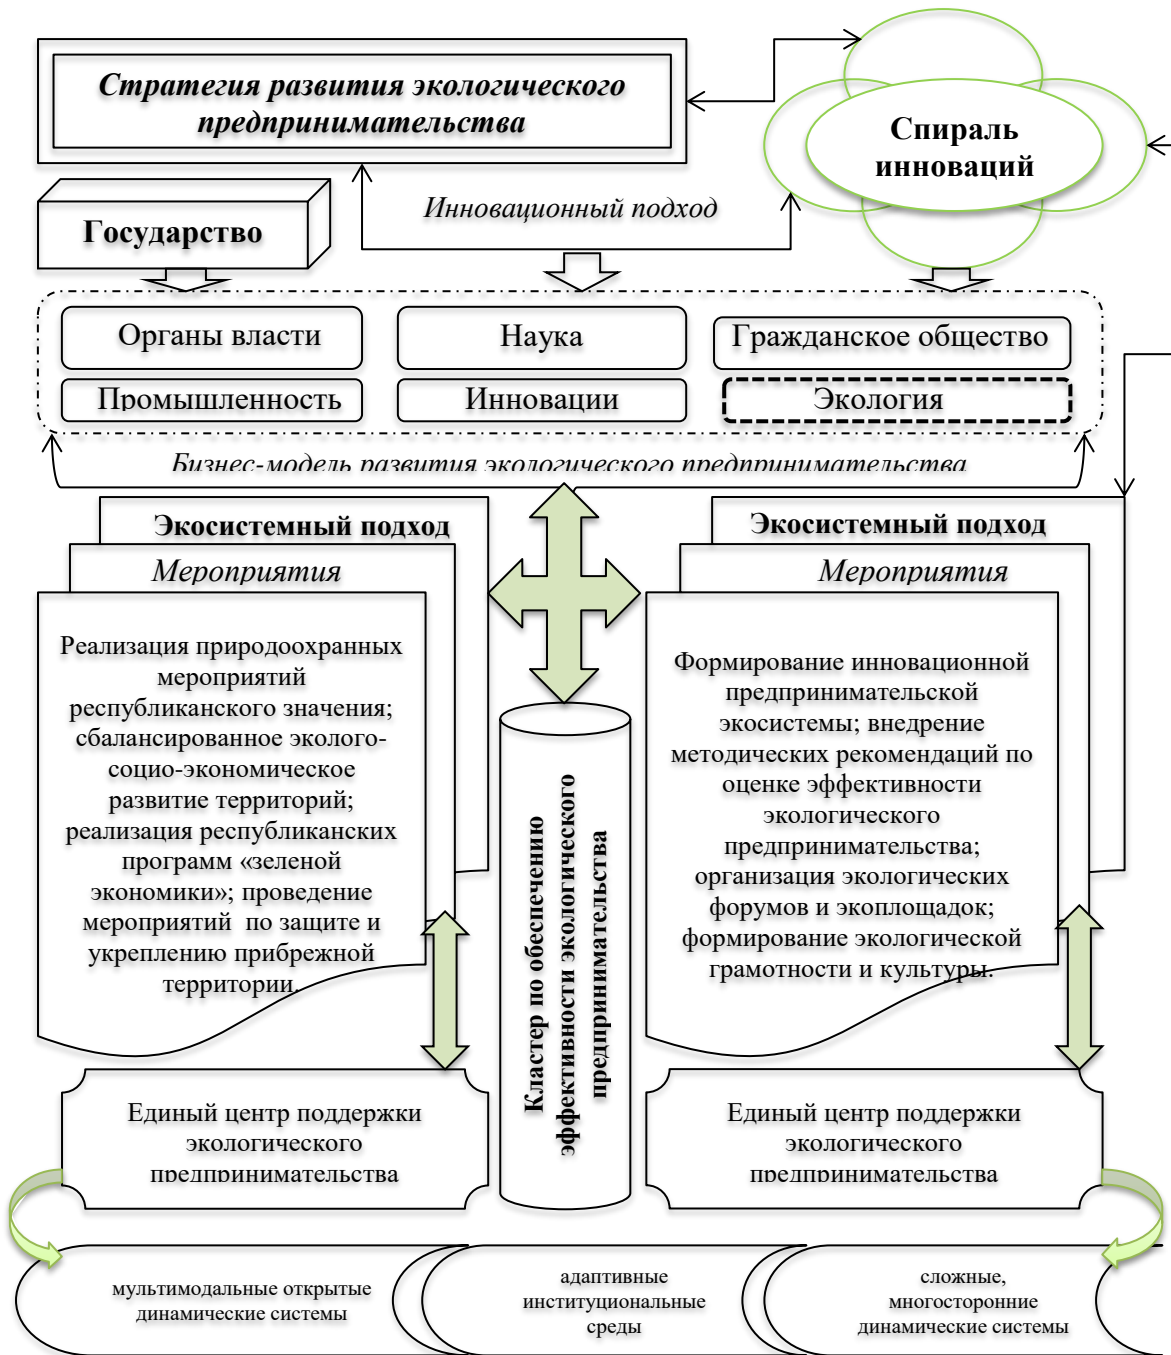 Стратегия развития экологического
предпринимательства
Спираль
инноваций
Инновационный подход
Государство
Органы власти
Наука
Гражданское общество
Промышленность
Инновации
Экология
Бизнес-модель развития экологического предпринимательства
Экосистемный подход
Мероприятия
Реализация природоохранных
мероприятий
республиканского значения;
сбалансированное эколого-
социо-экономическое
развитие территорий;
реализация республиканских
программ «зеленой
экономики»; проведение
мероприятий по защите и
укреплению прибрежной
территории.
Экосистемный подход
Мероприятия
Формирование инновационной
предпринимательской
экосистемы; внедрение
методических рекомендаций по
оценке эффективности
экологического
предпринимательства;
организация экологических
форумов и экоплощадок;
формирование экологической
грамотности и культуры.
Кластер по обеспечению
эффективности экологического
предпринимательства
Единый центр поддержки
экологического
предпринимательства
Единый центр поддержки
экологического
предпринимательства
мультимодальные открытые
динамические системы
адаптивные
институциональные
среды
сложные,
многосторонние
динамические системы